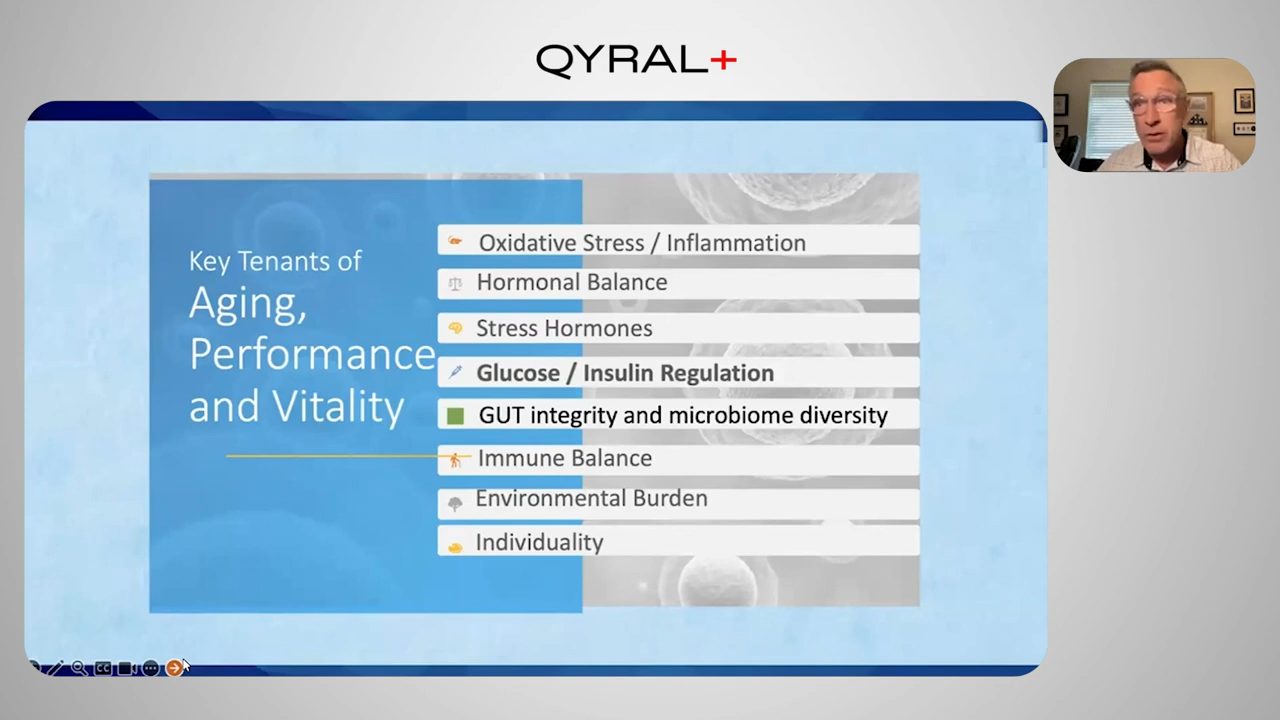 QYRAL+
Key Tenants of
Aging,
Performance
and Vitality
Oxidative Stress / Inflammation
Hormonal Balance
Stress Hormones
Glucose / Insulin Regulation
GUT integrity and microbiome diversity
Immune Balance
Environmental Burden
Individuality
CC